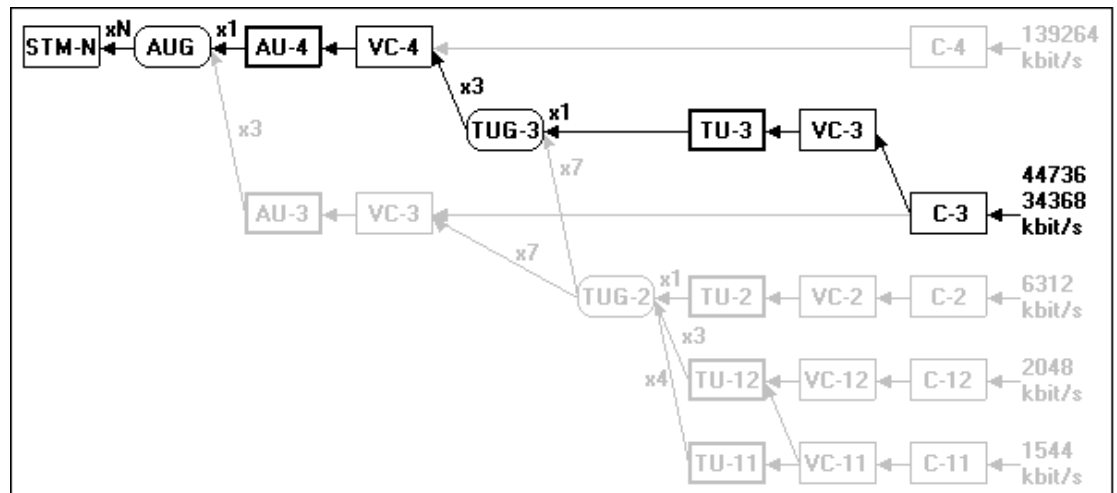 xN
x1
STM-N
AUG
AU-4
VC-4
C-4
139264
kbit/s
x3
x1
x3
TUG-3
TU-3
VC-3
x7
44736
34368
kbit/s
AU-3
VC-3
C-3
x7
x1
TUG-2
TU-2
VC-2
C-2
6312
kbit/s
x3
x4
TU-12
VC-12
C-12
2048
kbit/s
TU-11
VC-11
C-11
1544
kbit/s